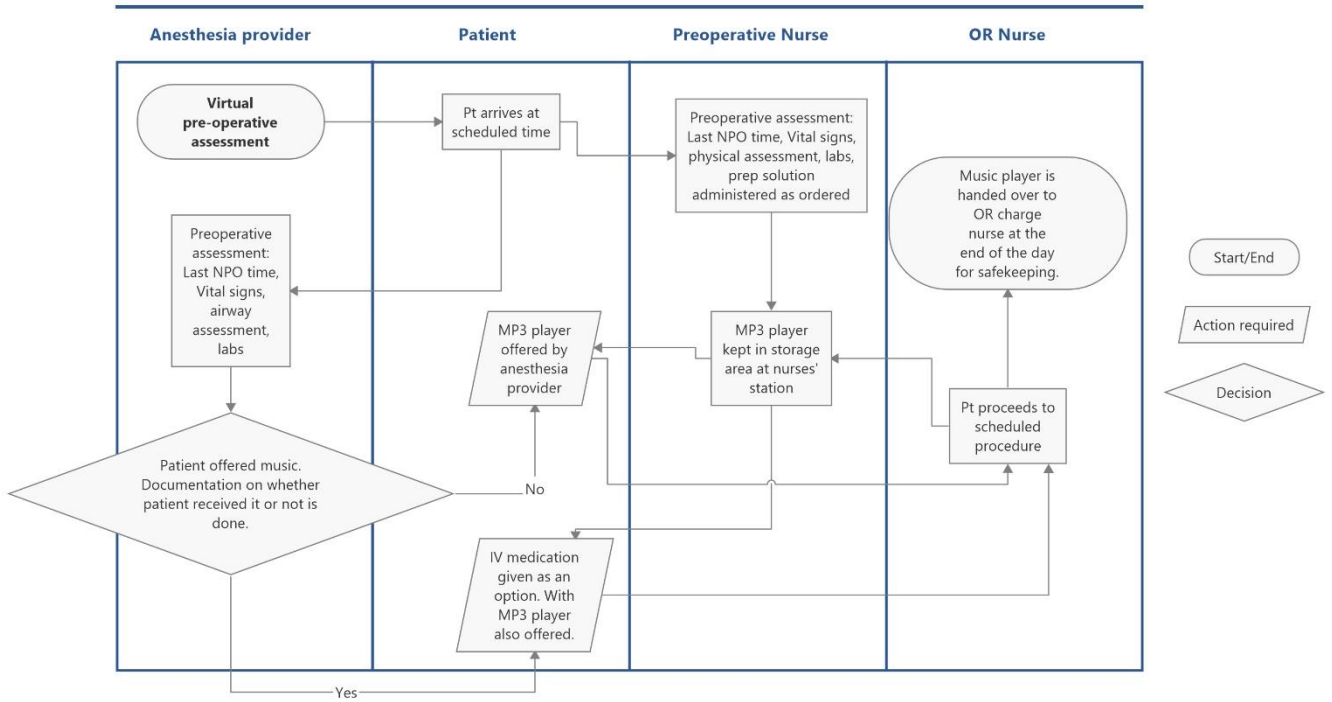 Anesthesia provider
Patient
Preoperative Nurse
OR Nurse
Virtual
pre-operative
assessment
Pt arrives at
scheduled time
Preoperative assessment:
Last NPO time, Vital signs,
physical assessment, labs,
prep solution
administered as ordered
Music player is
handed over to
OR charge
nurse at the
end of the day
for safekeeping.
Preoperative
assessment:
Last NPO time,
Vital signs,
airway
assessment,
labs
MP3 player
offered by
anesthesia
provider
MP3 player
kept in storage
area at nurses'
station
Pt proceeds to
scheduled
procedure
Patient offered music.
Documentation on whether
patient received it or not is
done.
No
IV medication
given as an
option. With
MP3 player
also offered.
Yes
Start/End
Action required
Decision